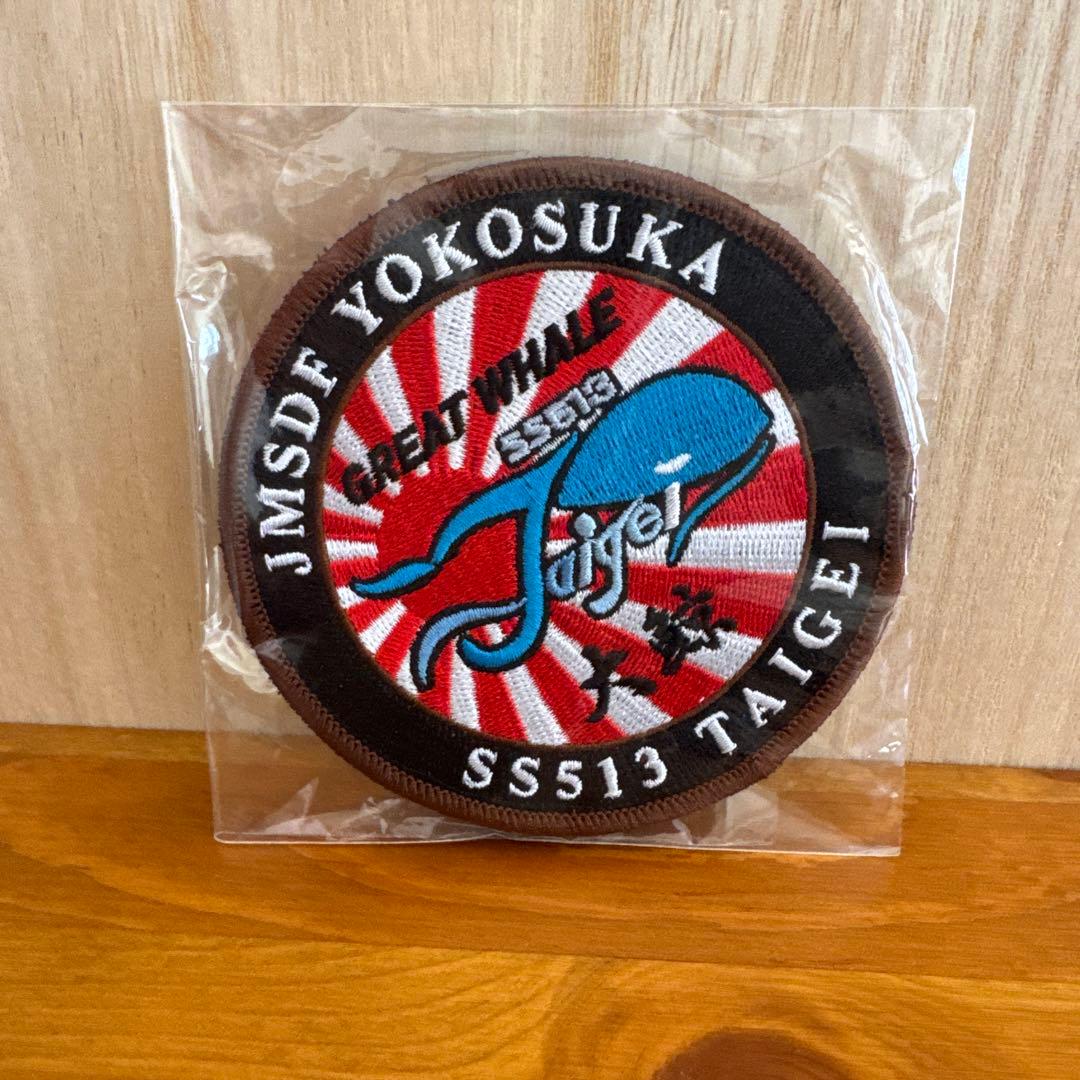 JMSDF YOKOSUKA
GREAT WHALE
SS513
Taigei
大鯨
SS513 TAIGEI